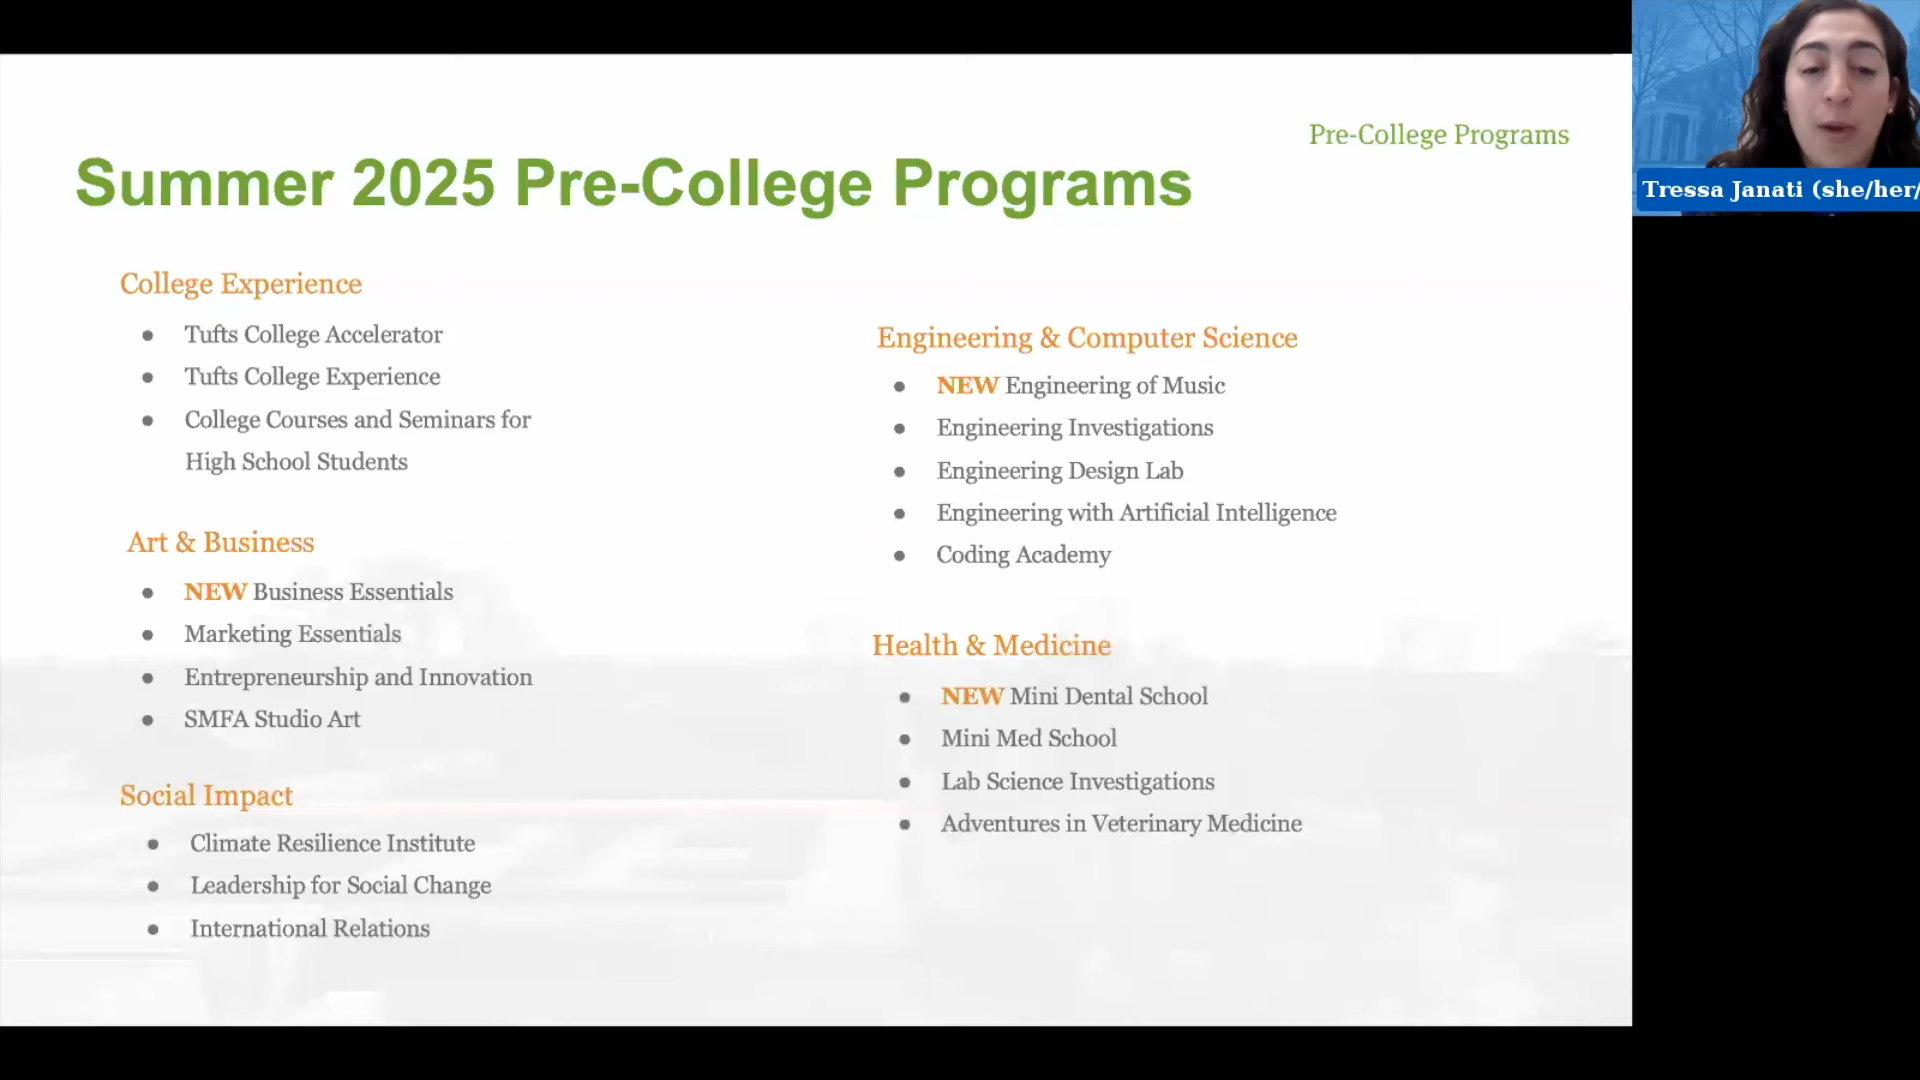 Pre-College Programs
Summer 2025 Pre-College Programs
College Experience
● Tufts College Accelerator
● Tufts College Experience
● College Courses and Seminars for
High School Students
Art & Business
● NEW Business Essentials
● Marketing Essentials
● Entrepreneurship and Innovation
● SMFA Studio Art
Social Impact
● Climate Resilience Institute
● Leadership for Social Change
● International Relations
Engineering & Computer Science
● NEW Engineering of Music
● Engineering Investigations
● Engineering Design Lab
● Engineering with Artificial Intelligence
● Coding Academy
Health & Medicine
● NEW Mini Dental School
● Mini Med School
● Lab Science Investigations
● Adventures in Veterinary Medicine
Tressa Janati (she/her/